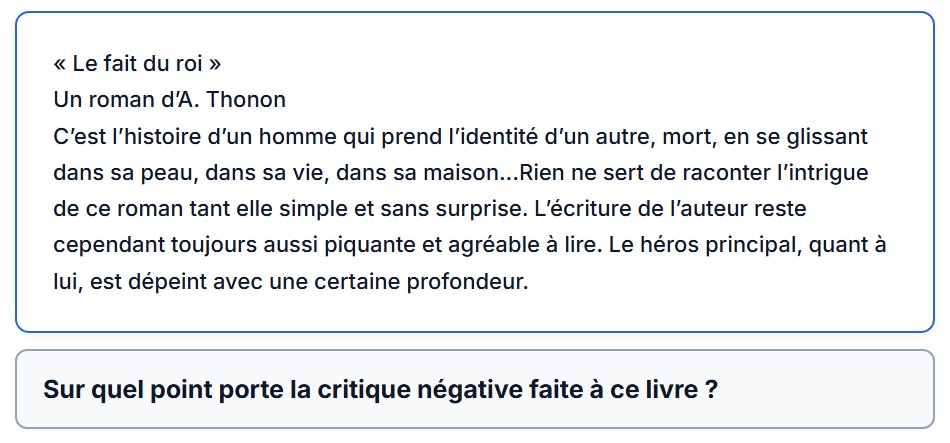 « Le fait du roi »
Un roman d’A. Thonon
C’est l’histoire d’un homme qui prend l’identité d’un autre, mort, en se glissant
dans sa peau, dans sa vie, dans sa maison...Rien ne sert de raconter l’intrigue
de ce roman tant elle simple et sans surprise. L’écriture de l’auteur reste
cependant toujours aussi piquante et agréable à lire. Le héros principal, quant à
lui, est dépeint avec une certaine profondeur.
Sur quel point porte la critique négative faite à ce livre ?